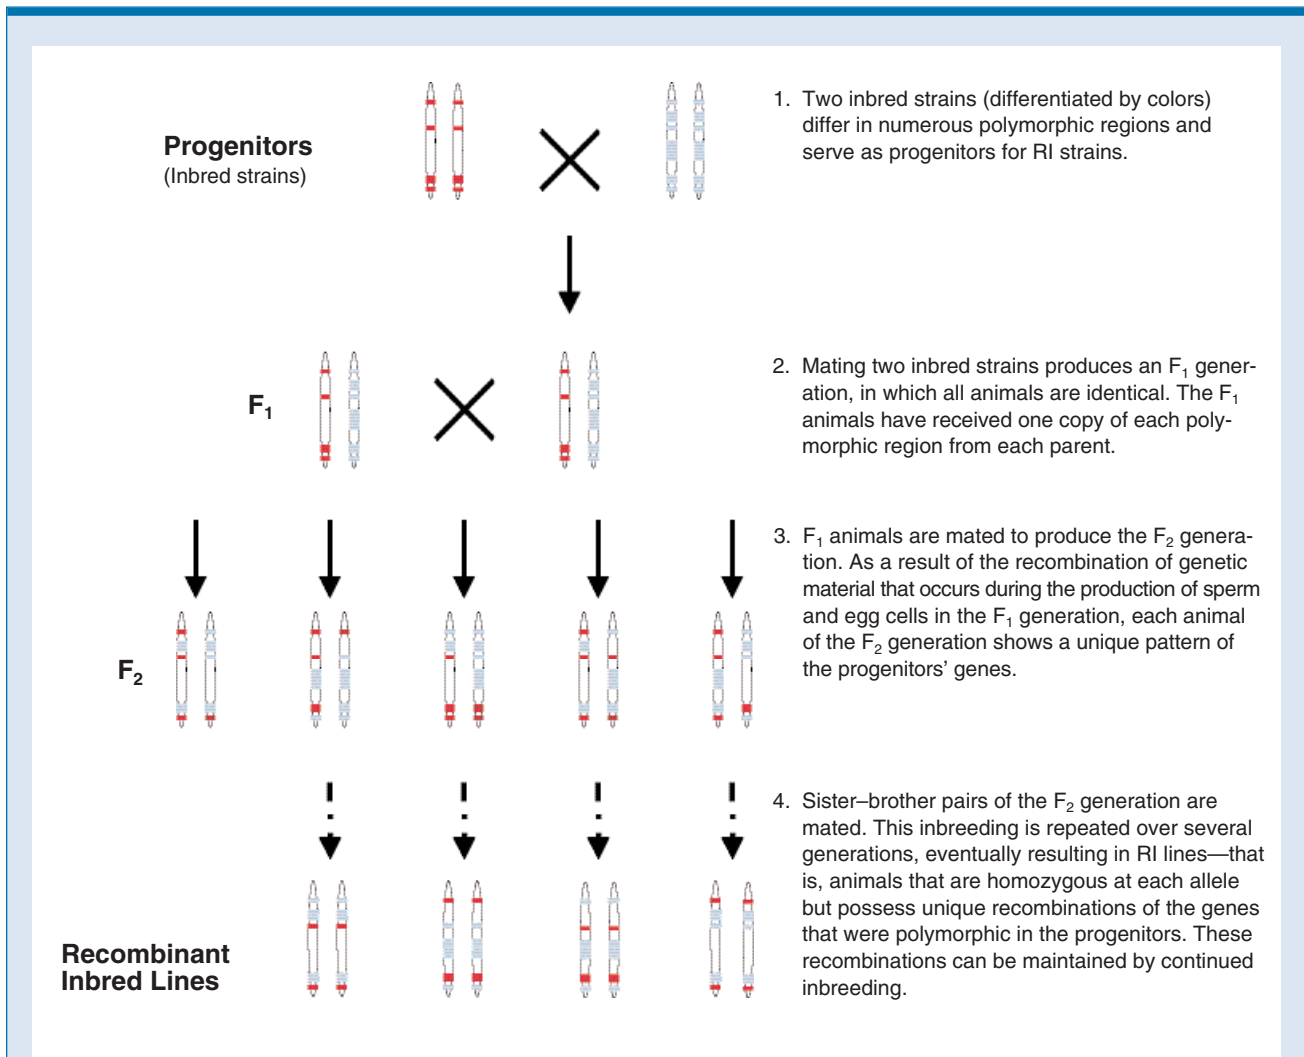 Progenitors
(Inbred strains)
1. Two inbred strains (differentiated by colors)
differ in numerous polymorphic regions and
serve as progenitors for RI strains.
F₁
2. Mating two inbred strains produces an F₁ gener-
ation, in which all animals are identical. The F₁
animals have received one copy of each poly-
morphic region from each parent.
F₂
3. F₁ animals are mated to produce the F₂ genera-
tion. As a result of the recombination of genetic
material that occurs during the production of sperm
and egg cells in the F₁ generation, each animal
of the F₂ generation shows a unique pattern of
the progenitors’ genes.
Recombinant
Inbred Lines
4. Sister–brother pairs of the F₂ generation are
mated. This inbreeding is repeated over several
generations, eventually resulting in RI lines—that
is, animals that are homozygous at each allele
but possess unique recombinations of the genes
that were polymorphic in the progenitors. These
recombinations can be maintained by continued
inbreeding.